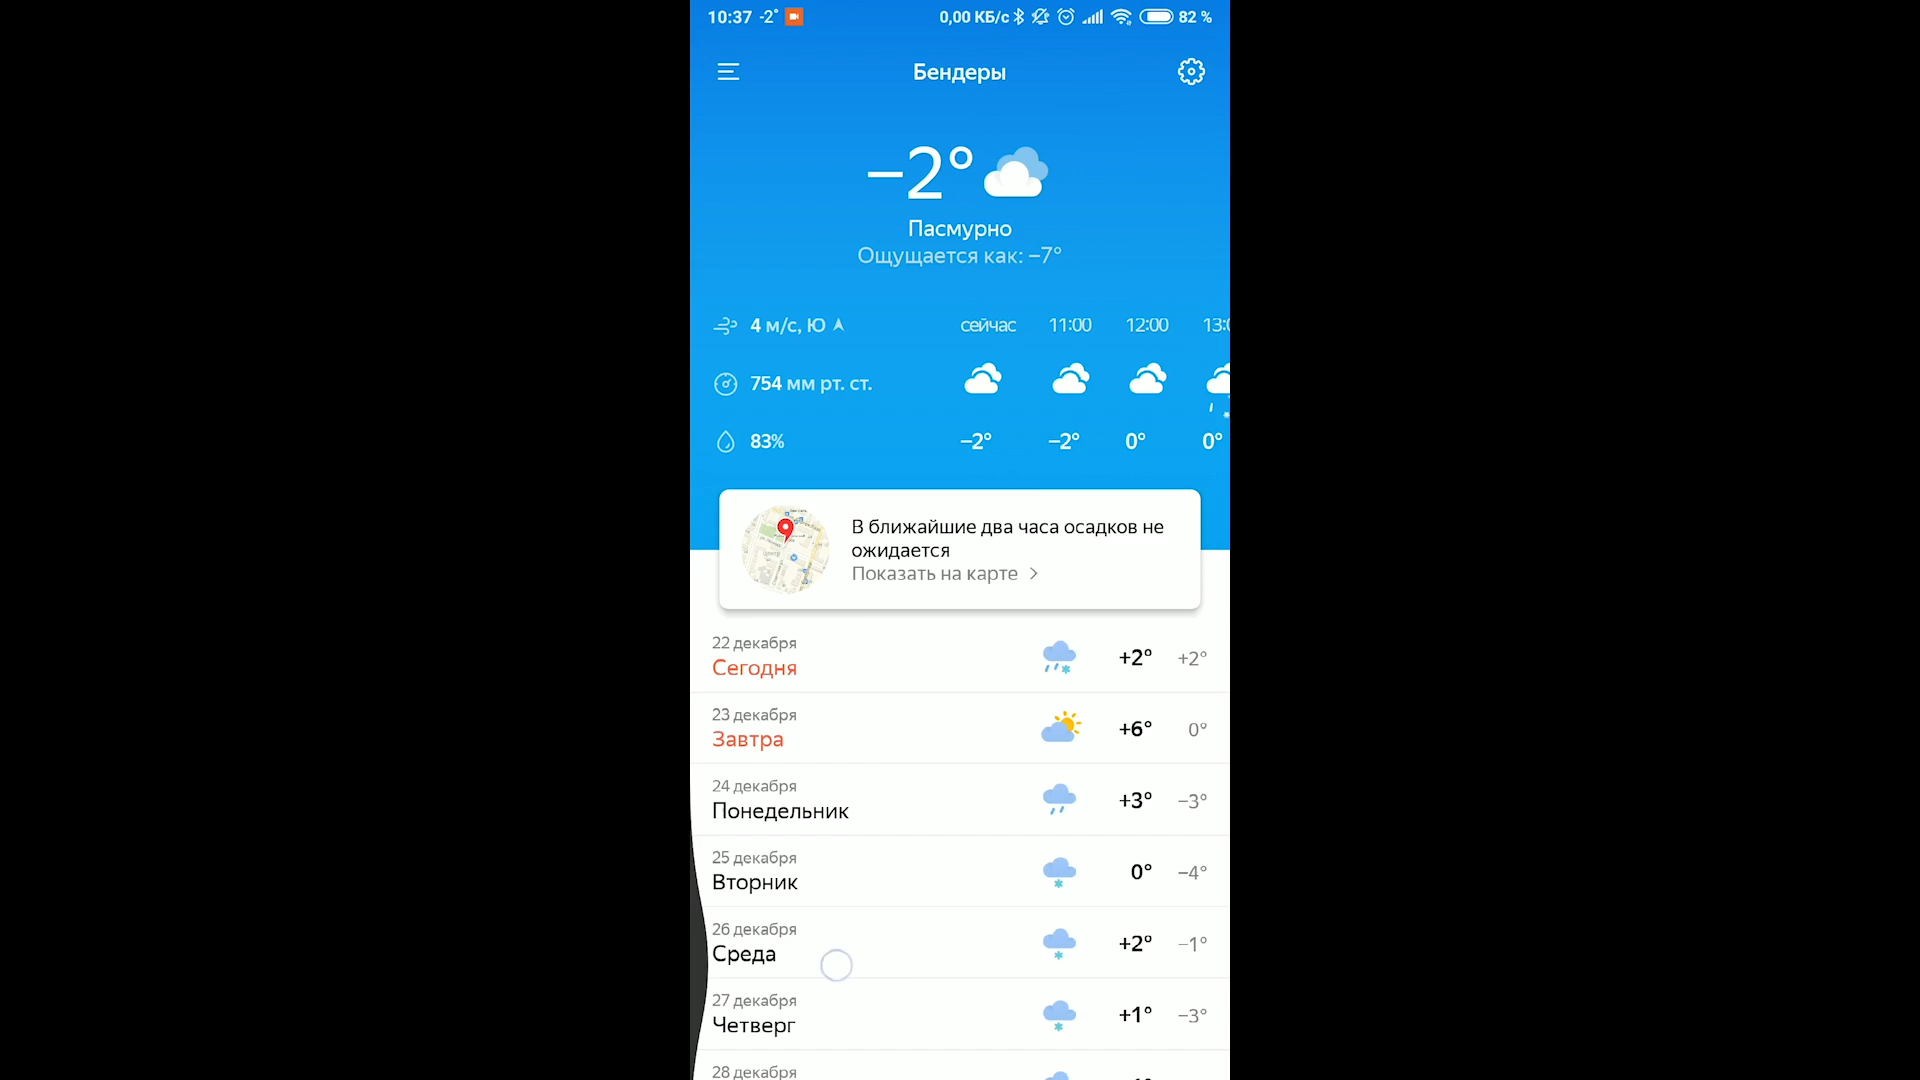 10:37 -2° 0,00 КБ/с 82 %
Бендеры
−2°
Пасмурно
Ощущается как: −7°
4 м/с, Ю
сейчас 11:00 12:00
754 мм рт. ст.
83%
−2° −2° 0° 0°
В ближайшие два часа осадков не
ожидается
Показать на карте
22 декабря
Сегодня +2° +2°
23 декабря
Завтра +6° 0°
24 декабря
Понедельник +3° −3°
25 декабря
Вторник 0° −4°
26 декабря
Среда +2° −1°
27 декабря
Четверг +1° −3°
28 декабря